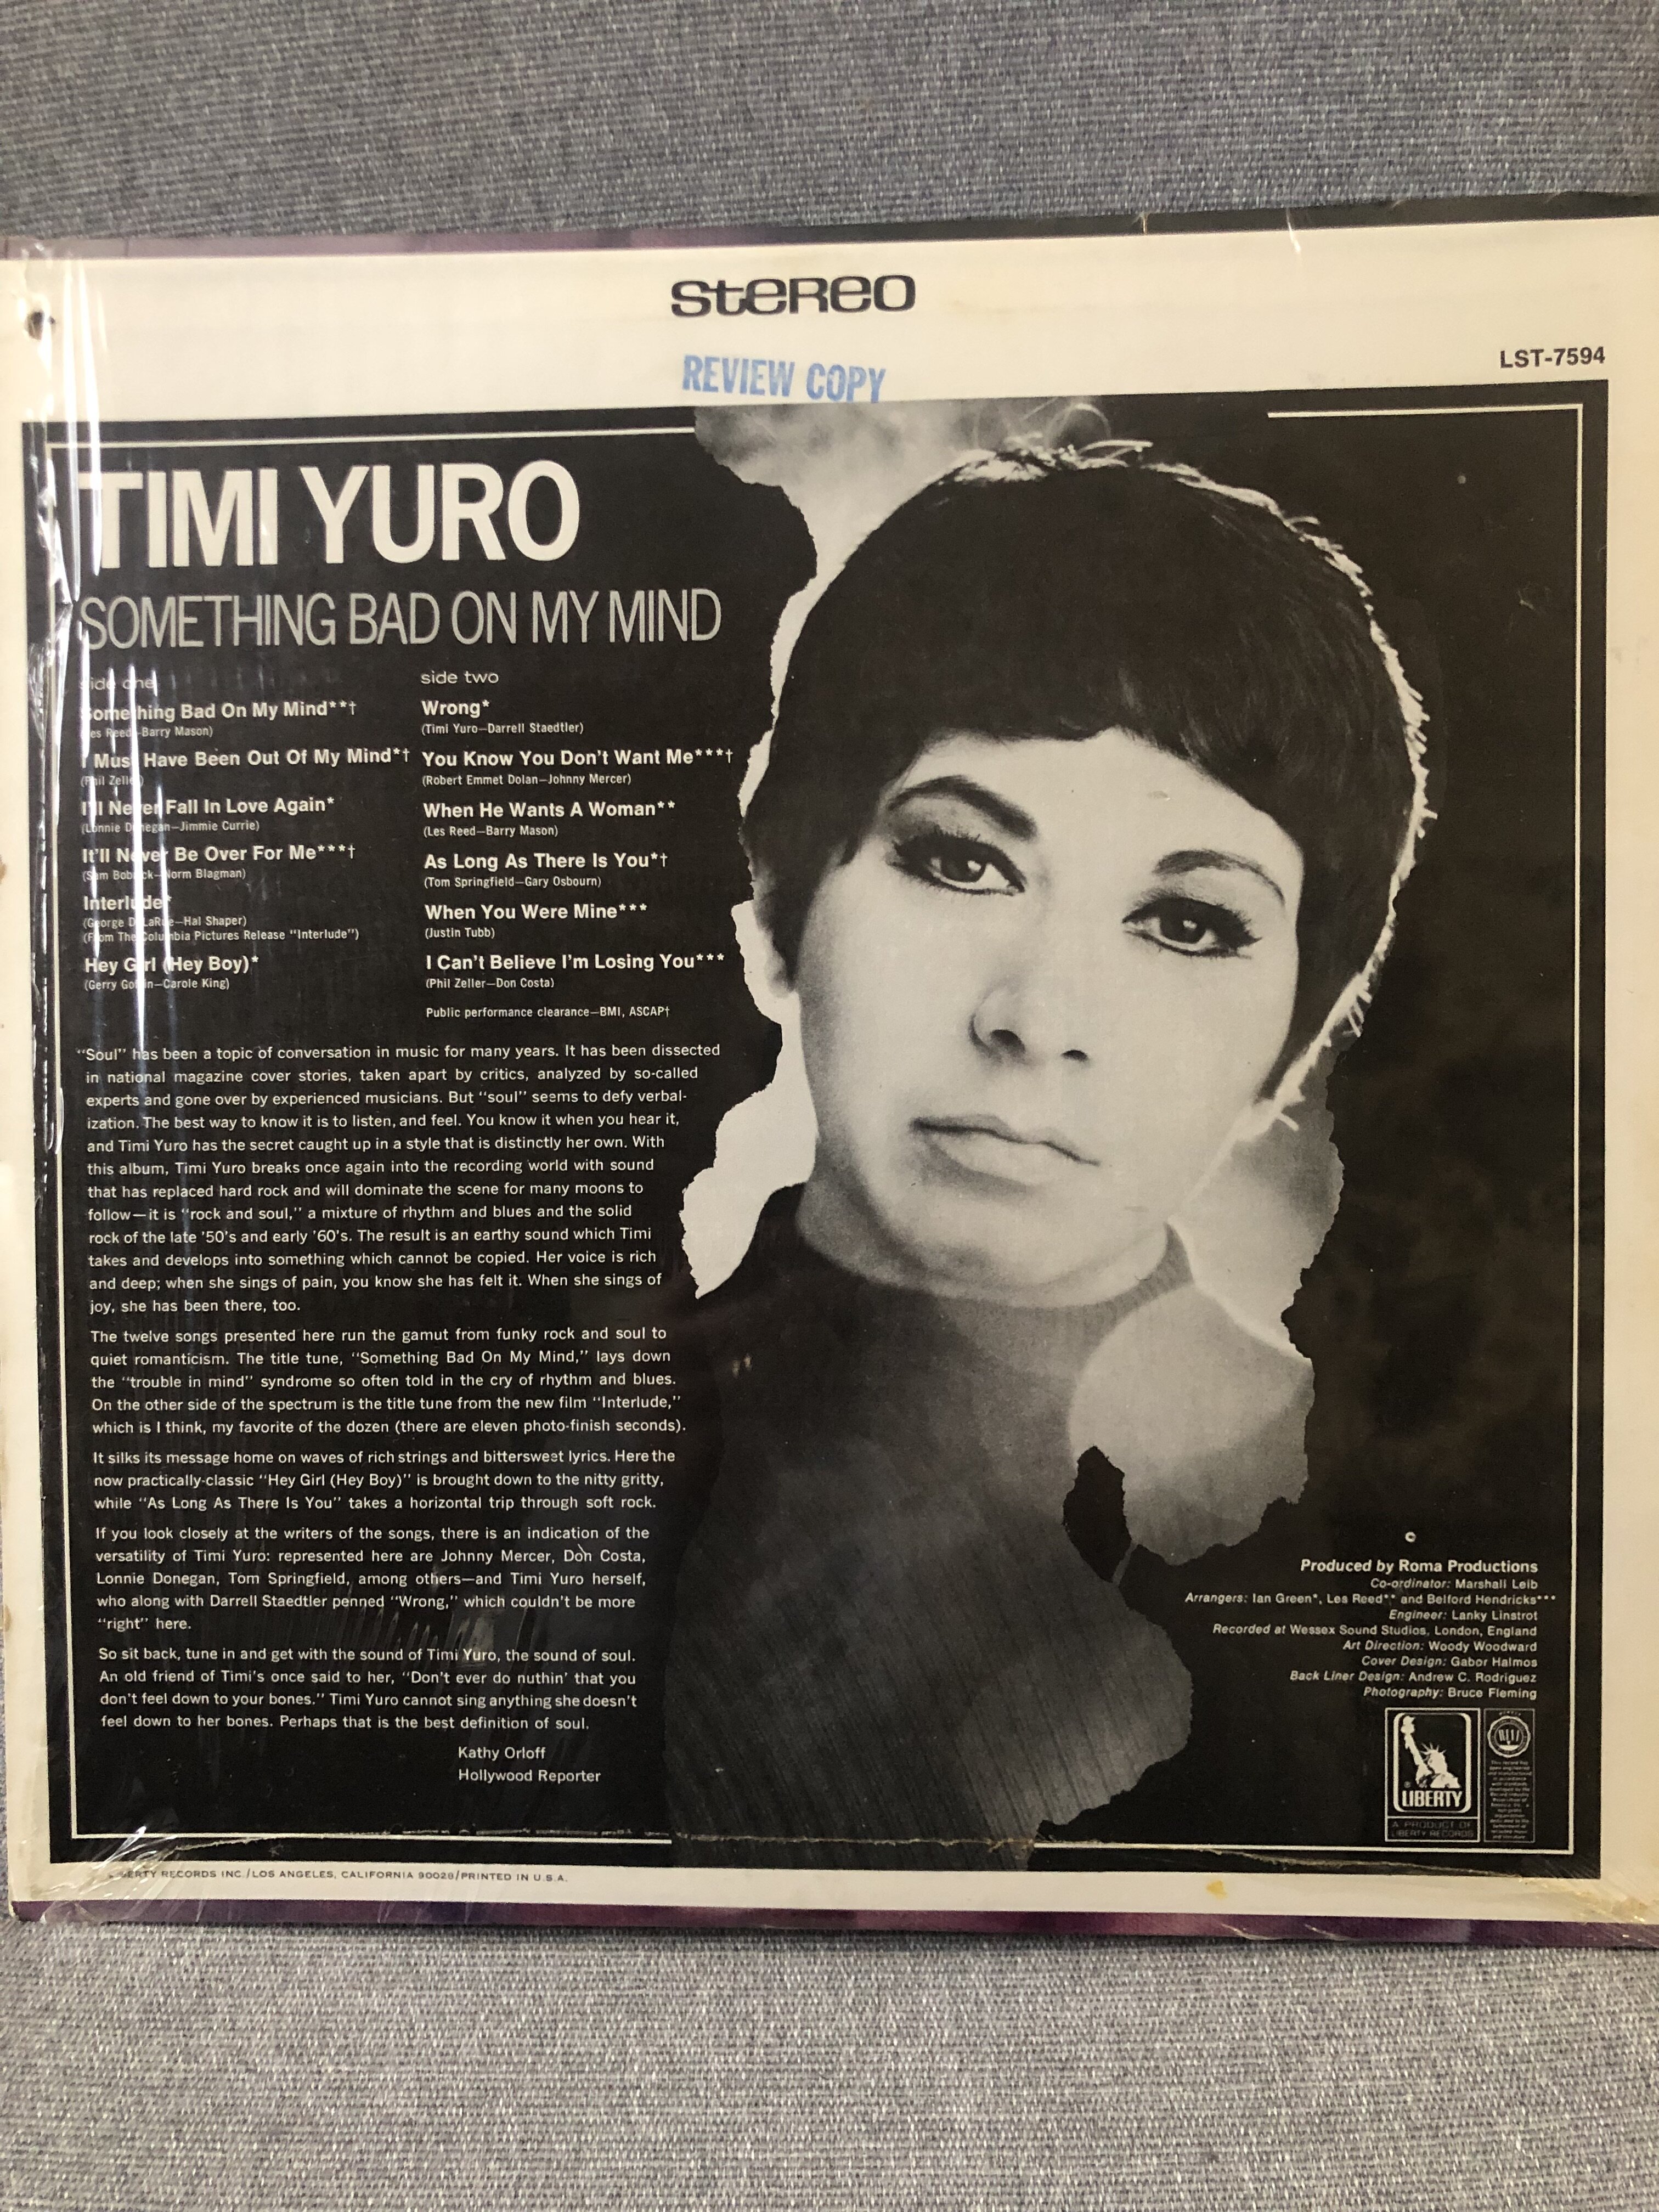 stereo
REVIEW COPY
LST-7594
TIMI YURO
SOMETHING BAD ON MY MIND
side one
Something Bad On My Mind**†
(Les Reed–Barry Mason)
I Must Have Been Out Of My Mind*†
(Phil Zeller)
I'll Never Fall In Love Again*
(Lonnie Donegan–Jimmie Currie)
It'll Never Be Over For Me***†
(Sam Bobrick–Norm Blagman)
Interlude*
(George DeLaRue–Hal Shaper)
(From The Columbia Pictures Release "Interlude")
Hey Girl (Hey Boy)*
(Gerry Goffin–Carole King)
side two
Wrong*
(Timi Yuro–Darrell Staedtler)
You Know You Don't Want Me***†
(Robert Emmet Dolan–Johnny Mercer)
When He Wants A Woman**
(Les Reed–Barry Mason)
As Long As There Is You*†
(Tom Springfield–Gary Osbourn)
When You Were Mine***
(Justin Tubb)
I Can't Believe I'm Losing You***
(Phil Zeller–Don Costa)
Public performance clearance–BMI, ASCAP†
"Soul" has been a topic of conversation in music for many years. It has been dissected
in national magazine cover stories, taken apart by critics, analyzed by so-called
experts and gone over by experienced musicians. But "soul" seems to defy verbal-
ization. The best way to know it is to listen, and feel. You know it when you hear it,
and Timi Yuro has the secret caught up in a style that is distinctly her own. With
this album, Timi Yuro breaks once again into the recording world with sound
that has replaced hard rock and will dominate the scene for many moons to
follow—it is "rock and soul," a mixture of rhythm and blues and the solid
rock of the late '50's and early '60's. The result is an earthy sound which Timi
takes and develops into something which cannot be copied. Her voice is rich
and deep; when she sings of pain, you know she has felt it. When she sings of
joy, she has been there, too.
The twelve songs presented here run the gamut from funky rock and soul to
quiet romanticism. The title tune, "Something Bad On My Mind," lays down
the "trouble in mind" syndrome so often told in the cry of rhythm and blues.
On the other side of the spectrum is the title tune from the new film "Interlude,"
which is I think, my favorite of the dozen (there are eleven photo-finish seconds).
It silks its message home on waves of rich strings and bittersweet lyrics. Here the
now practically-classic "Hey Girl (Hey Boy)" is brought down to the nitty gritty,
while "As Long As There Is You" takes a horizontal trip through soft rock.
If you look closely at the writers of the songs, there is an indication of the
versatility of Timi Yuro: represented here are Johnny Mercer, Don Costa,
Lonnie Donegan, Tom Springfield, among others—and Timi Yuro herself,
who along with Darrell Staedtler penned "Wrong," which couldn't be more
"right" here.
So sit back, tune in and get with the sound of Timi Yuro, the sound of soul.
An old friend of Timi's once said to her, "Don't ever do nuthin' that you
don't feel down to your bones." Timi Yuro cannot sing anything she doesn't
feel down to her bones. Perhaps that is the best definition of soul.
Kathy Orloff
Hollywood Reporter
Produced by Roma Productions
Co-ordinator: Marshall Leib
Arrangers: Ian Green*, Les Reed** and Belford Hendricks***
Engineer: Lanky Linstrot
Recorded at Wessex Sound Studios, London, England
Art Direction: Woody Woodward
Cover Design: Gabor Halmos
Back Liner Design: Andrew C. Rodriguez
Photography: Bruce Fleming
LIBERTY
A PRODUCT OF
LIBERTY RECORDS
LIBERTY RECORDS INC./LOS ANGELES, CALIFORNIA 90028/PRINTED IN U.S.A.